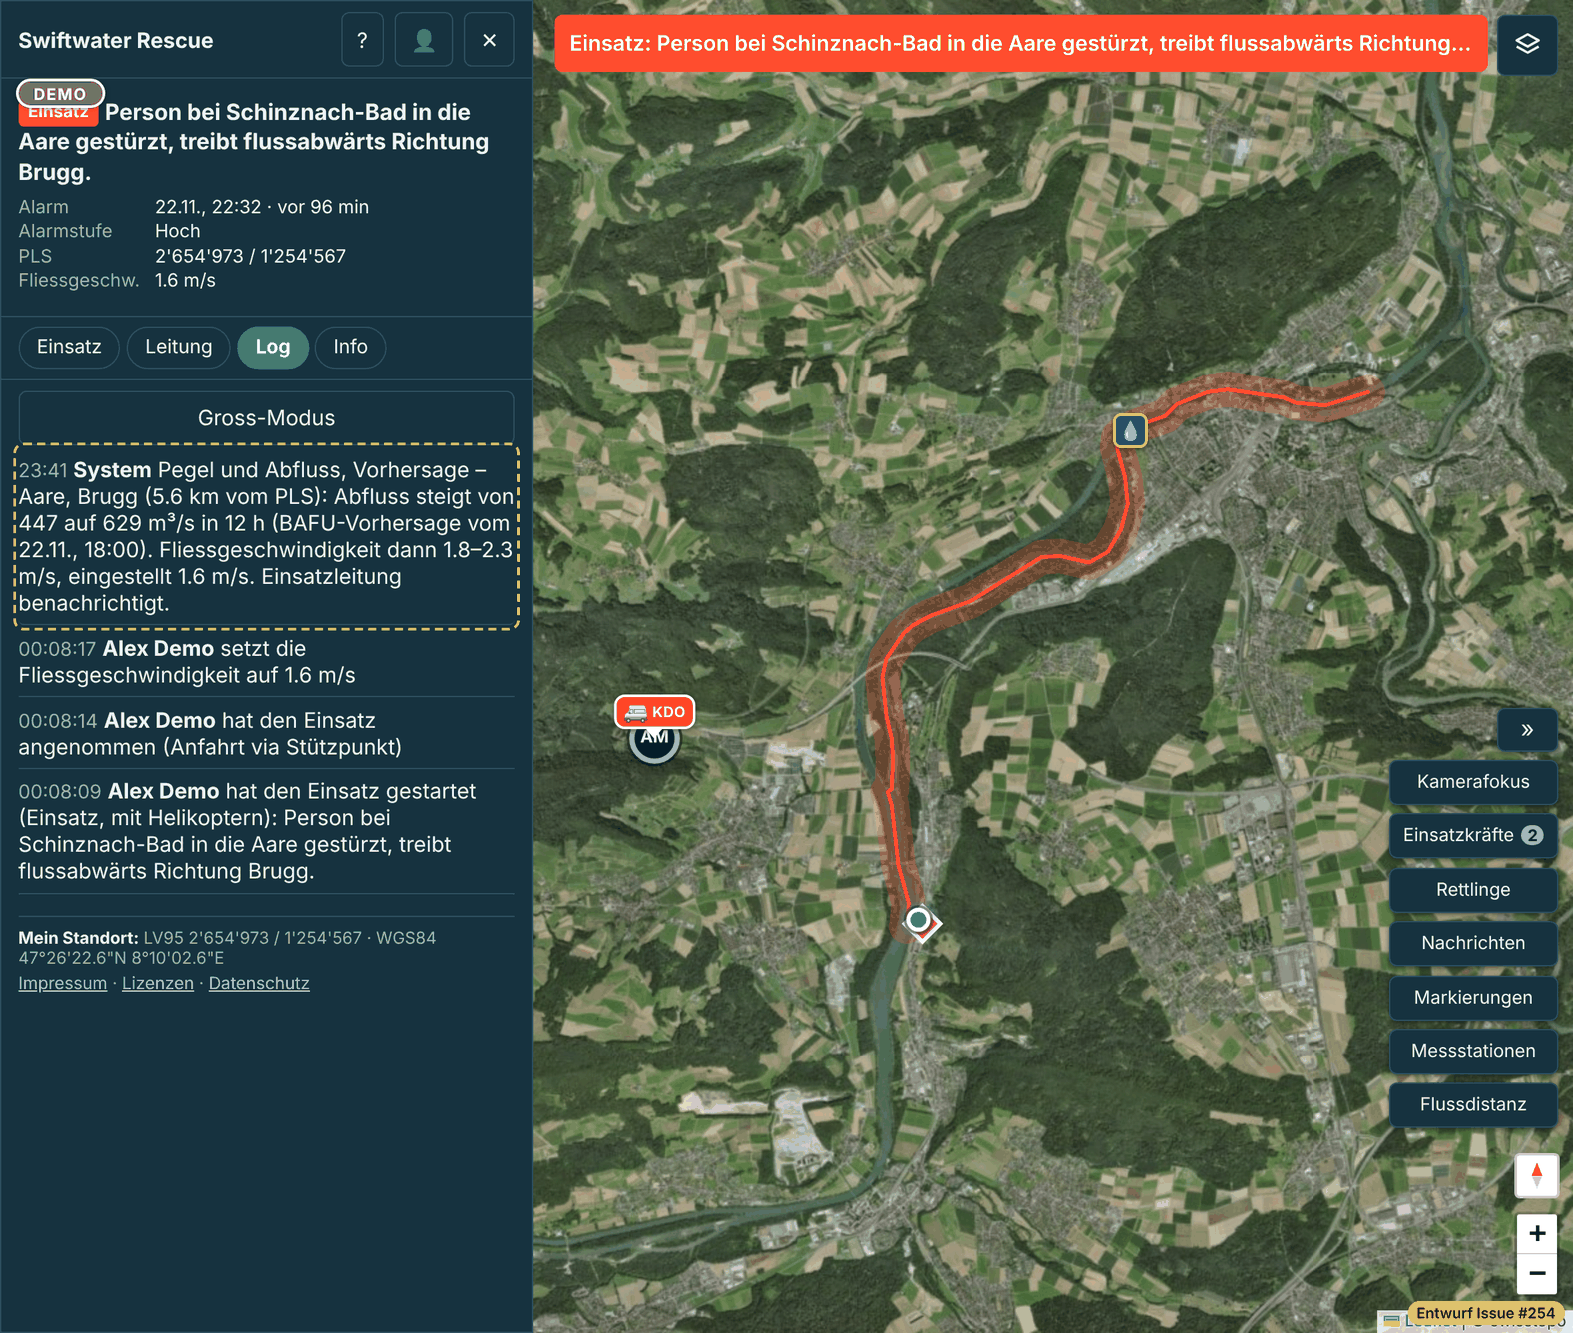 Swiftwater Rescue
?
×
DEMO
Einsatz Person bei Schinznach-Bad in die
Aare gestürzt, treibt flussabwärts Richtung
Brugg.
Alarm 22.11., 22:32 · vor 96 min
Alarmstufe Hoch
PLS 2'654'973 / 1'254'567
Fliessgeschw. 1.6 m/s
Einsatz Leitung Log Info
Gross-Modus
23:41 System Pegel und Abfluss, Vorhersage –
Aare, Brugg (5.6 km vom PLS): Abfluss steigt von
447 auf 629 m³/s in 12 h (BAFU-Vorhersage vom
22.11., 18:00). Fliessgeschwindigkeit dann 1.8–2.3
m/s, eingestellt 1.6 m/s. Einsatzleitung
benachrichtigt.
00:08:17 Alex Demo setzt die
Fliessgeschwindigkeit auf 1.6 m/s
00:08:14 Alex Demo hat den Einsatz
angenommen (Anfahrt via Stützpunkt)
00:08:09 Alex Demo hat den Einsatz gestartet
(Einsatz, mit Helikoptern): Person bei
Schinznach-Bad in die Aare gestürzt, treibt
flussabwärts Richtung Brugg.
Mein Standort: LV95 2'654'973 / 1'254'567 · WGS84
47°26'22.6"N 8°10'02.6"E
Impressum · Lizenzen · Datenschutz
Einsatz: Person bei Schinznach-Bad in die Aare gestürzt, treibt flussabwärts Richtung...
KDO
AM
»
Kamerafokus
Einsatzkräfte 2
Rettlinge
Nachrichten
Markierungen
Messstationen
Flussdistanz
+
−
Entwurf Issue #254